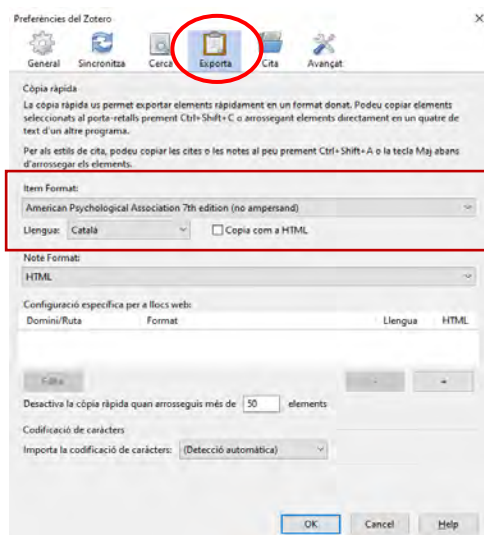 Preferències del Zotero
General Sincronitza Cerca Exporta Cita Avançat
Còpia ràpida
La còpia ràpida us permet exportar elements ràpidament en un format donat. Podeu copiar elements
seleccionats al porta-retalls prement Ctrl+Shift+C o arrossegant elements directament en un quatre de
text d'un altre programa.
Per als estils de cita, podeu copiar les cites o les notes al peu prement Ctrl+Shift+A o la tecla Maj abans
d'arrossegar els elements.
Item Format:
American Psychological Association 7th edition (no ampersand)
Llengua: Català Copia com a HTML
Note Format:
HTML
Configuració específica per a llocs web:
Domini/Ruta Format Llengua HTML
Edita - +
Desactiva la còpia ràpida quan arrosseguis més de 50 elements
Codificació de caràcters
Importa la codificació de caràcters: (Detecció automàtica)
OK Cancel Help